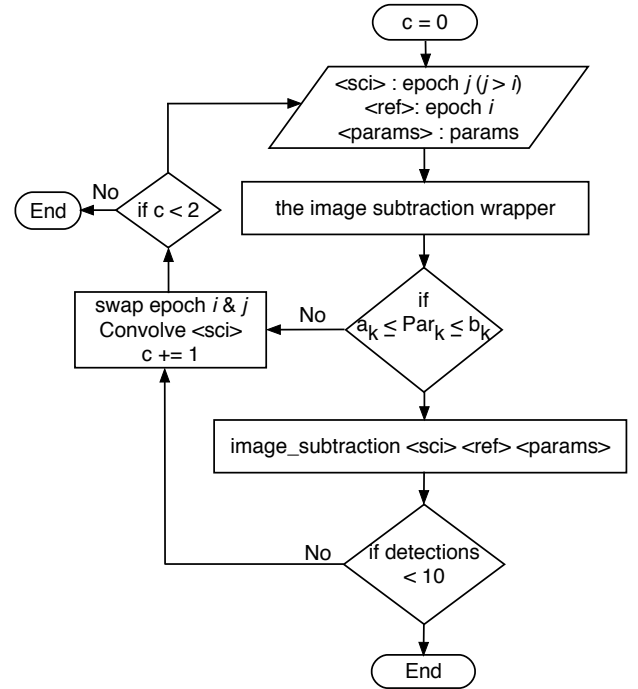 c = 0
<sci> : epoch j (j > i)
<ref>: epoch i
<params> : params
No
End
if c < 2
the image subtraction wrapper
swap epoch i & j
Convolve <sci>
c += 1
No
if
a_k ≤ Par_k ≤ b_k
image_subtraction <sci> <ref> <params>
No
if detections
< 10
End